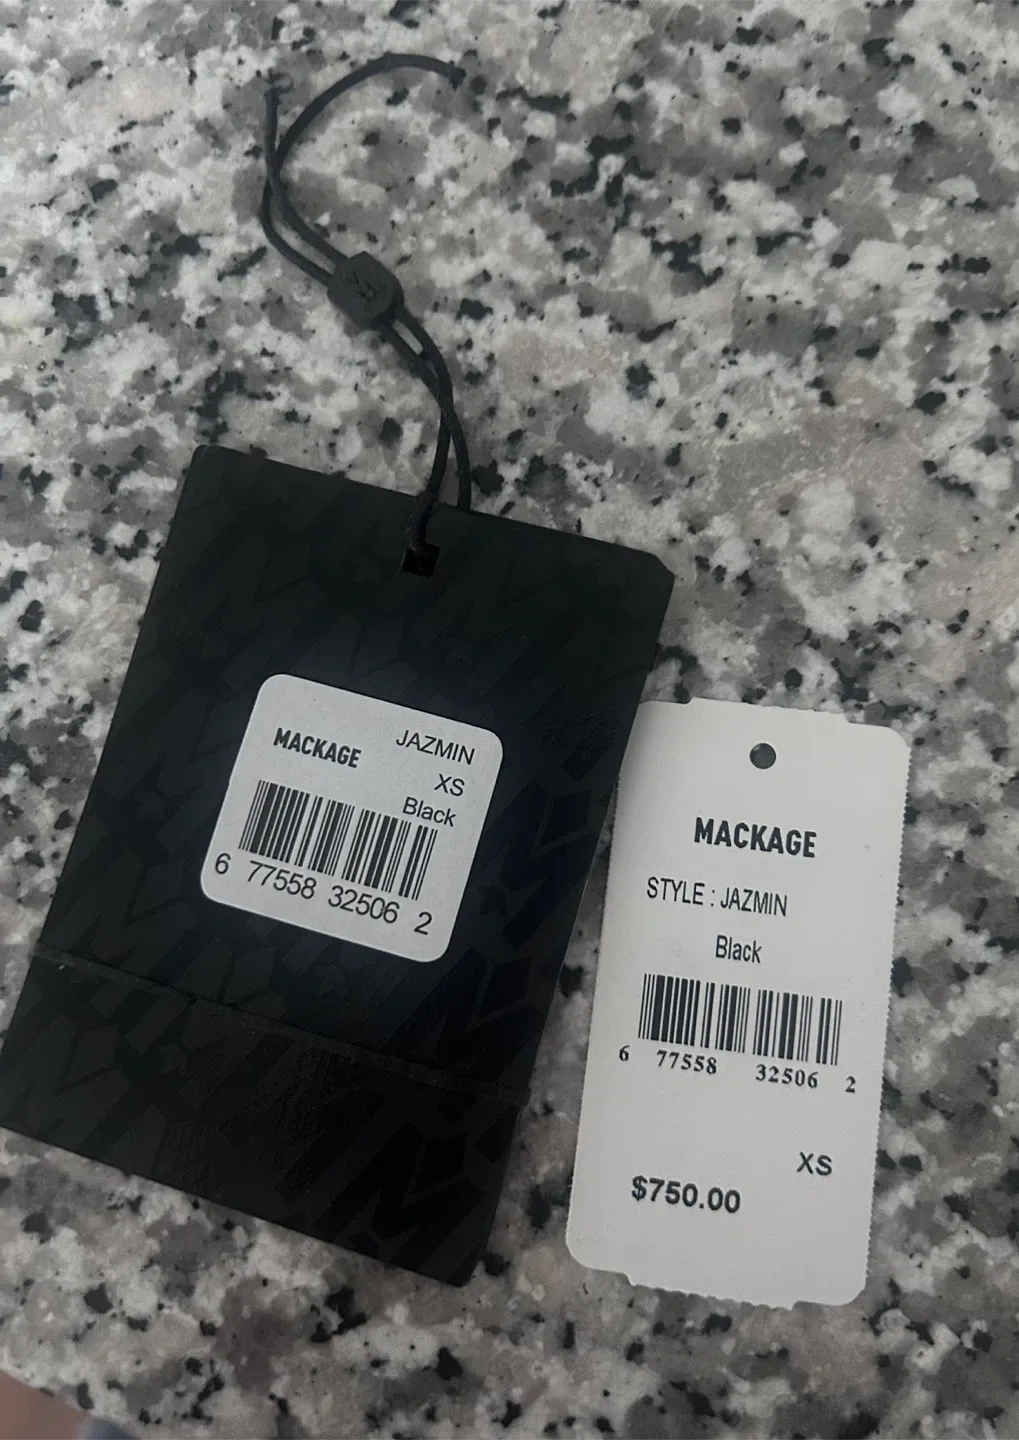 MACKAGE JAZMIN
XS
Black
6 77558 32506 2
MACKAGE
STYLE : JAZMIN
Black
6 77558 32506 2
XS
$750.00